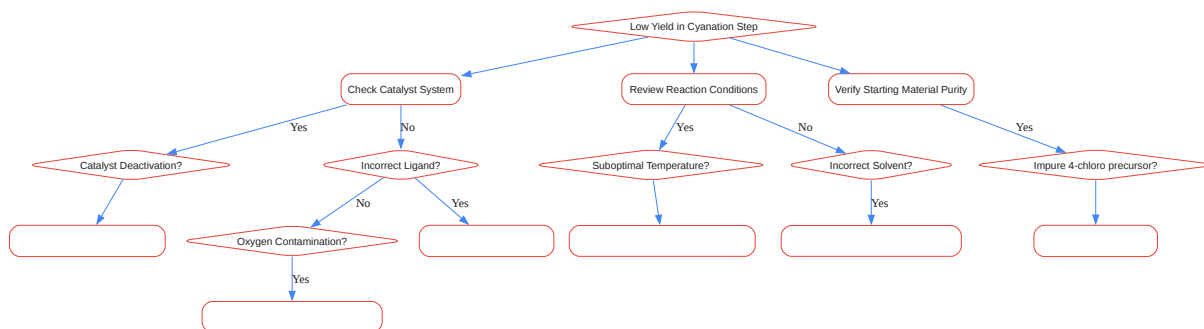 Low Yield in Cyanation Step
Check Catalyst System
Review Reaction Conditions
Verify Starting Material Purity
Yes
No
Yes
No
Yes
Catalyst Deactivation?
Incorrect Ligand?
Suboptimal Temperature?
Incorrect Solvent?
Impure 4-chloro precursor?
No
Yes
Yes
Oxygen Contamination?
Yes